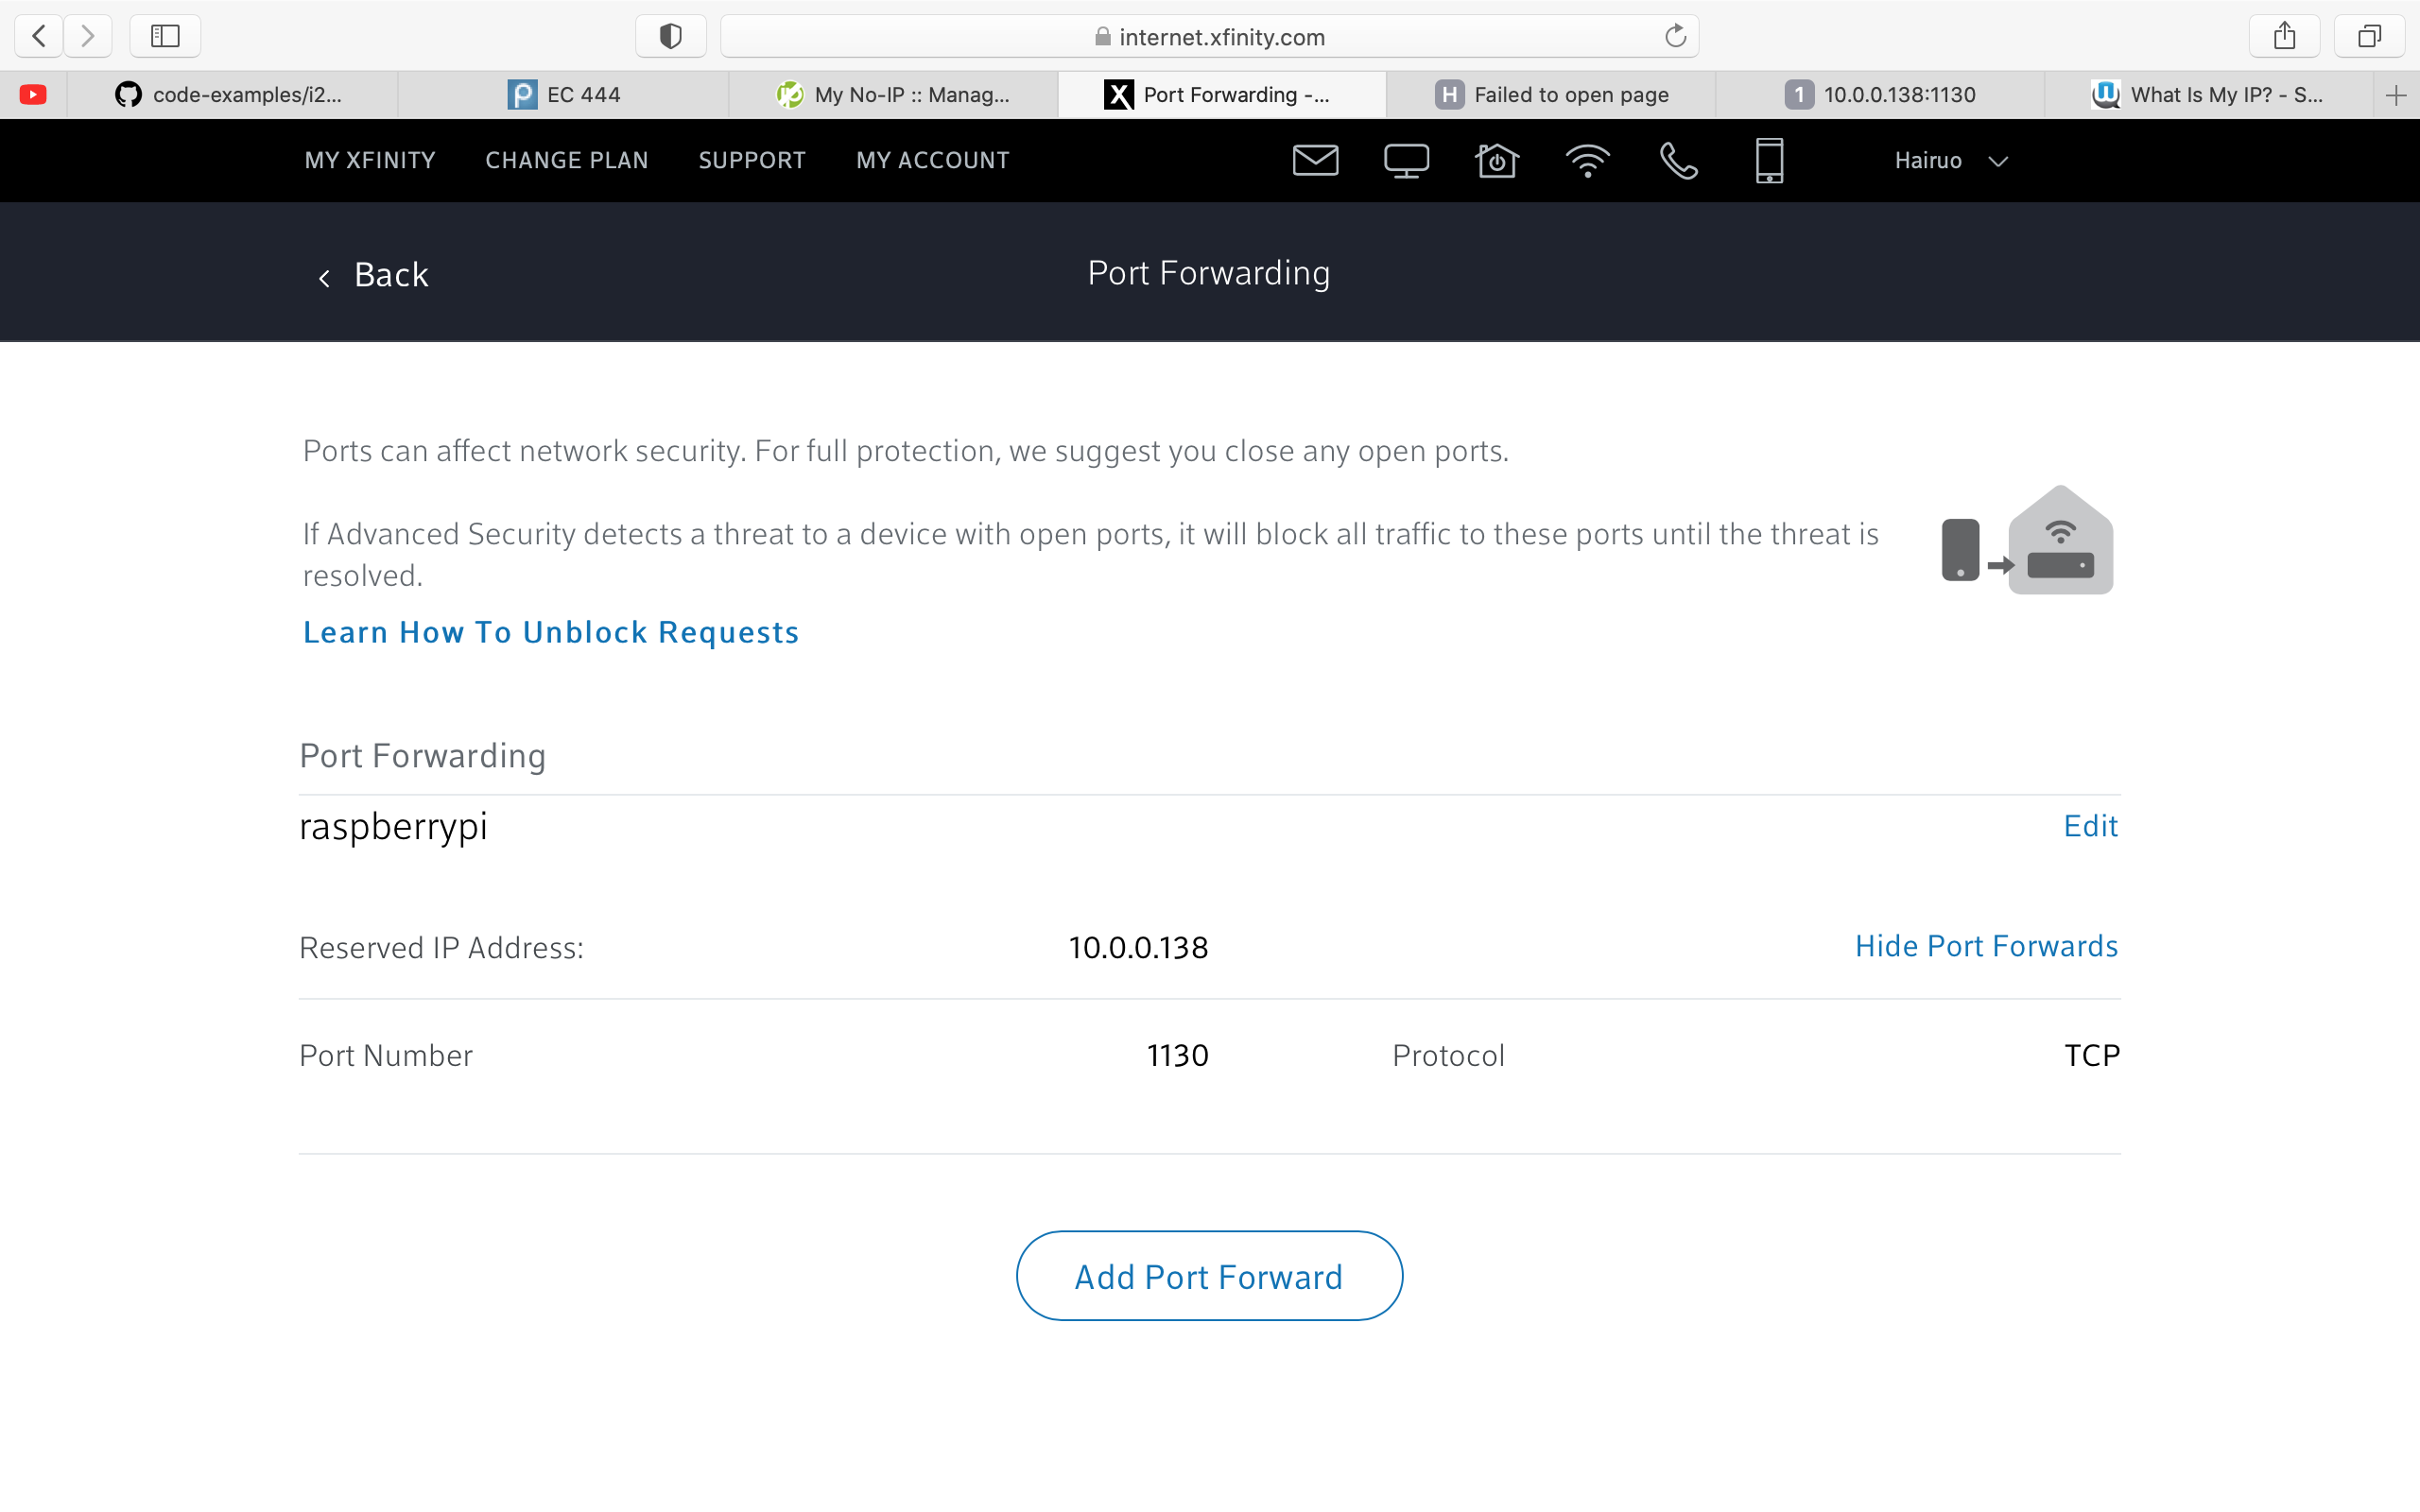 internet.xfinity.com
code-examples/i2...
EC 444
My No-IP :: Manag...
X Port Forwarding -...
H Failed to open page
1 10.0.0.138:1130
What Is My IP? - S...
MY XFINITY CHANGE PLAN SUPPORT MY ACCOUNT Hairuo
Back
Port Forwarding
Ports can affect network security. For full protection, we suggest you close any open ports.
If Advanced Security detects a threat to a device with open ports, it will block all traffic to these ports until the threat is
resolved.
Learn How To Unblock Requests
Port Forwarding
raspberrypi Edit
Reserved IP Address: 10.0.0.138 Hide Port Forwards
Port Number 1130 Protocol TCP
Add Port Forward